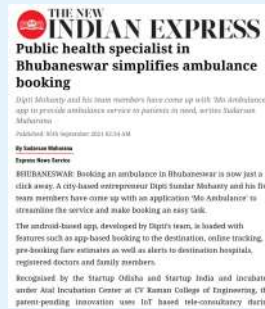 THE NEW
INDIAN EXPRESS
Public health specialist in
Bhubaneswar simplifies ambulance
booking
Dipti Mohanty and his team members have come up with 'Mo Ambulance'
app to provide ambulance service to patients in need, writes Sudarsan
Maharana
Published: 05th September 2021 02:34 AM
By Sudarsan Maharana
Express News Service
BHUBANESWAR: Booking an ambulance in Bhubaneswar is now just a
click away. A city-based entrepreneur Dipti Sundar Mohanty and his
team members have come up with an application 'Mo Ambulance' to
streamline the service and make booking an easy task.
The android-based app, developed by Dipti's team, is loaded with
features such as app-based booking to the destination, online tracking,
pre-booking fare estimates as well as alerts to destination hospitals,
registered doctors and family members.
Recognised by the Startup Odisha and Startup India and
under Atal Incubation Center at CV Raman College of Engineering,
patent-pending innovation uses IoT based tele-consultancy